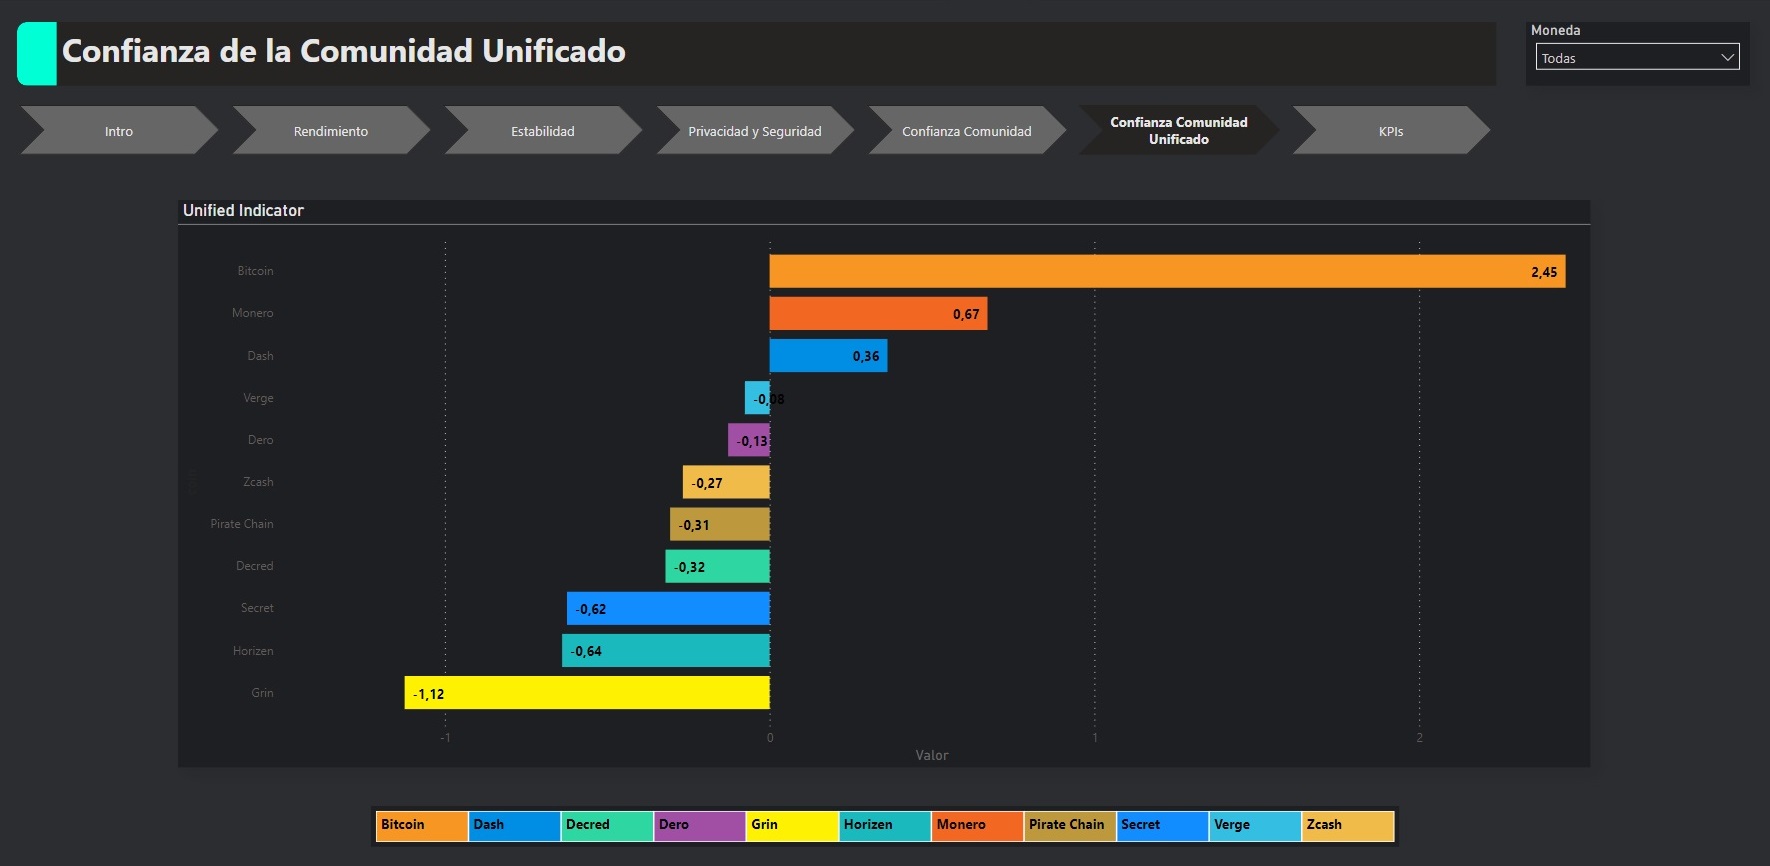 Confianza de la Comunidad Unificado
Moneda
Todas
Intro
Rendimiento
Estabilidad
Privacidad y Seguridad
Confianza Comunidad
Confianza Comunidad
Unificado
KPIs
Unified Indicator
Bitcoin
2,45
Monero
0,67
Dash
0,36
Verge
-0,08
Dero
-0,13
Zcash
-0,27
Pirate Chain
-0,31
Decred
-0,32
Secret
-0,62
Horizen
-0,64
Grin
-1,12
-1
0
1
2
Valor
Bitcoin
Dash
Decred
Dero
Grin
Horizen
Monero
Pirate Chain
Secret
Verge
Zcash